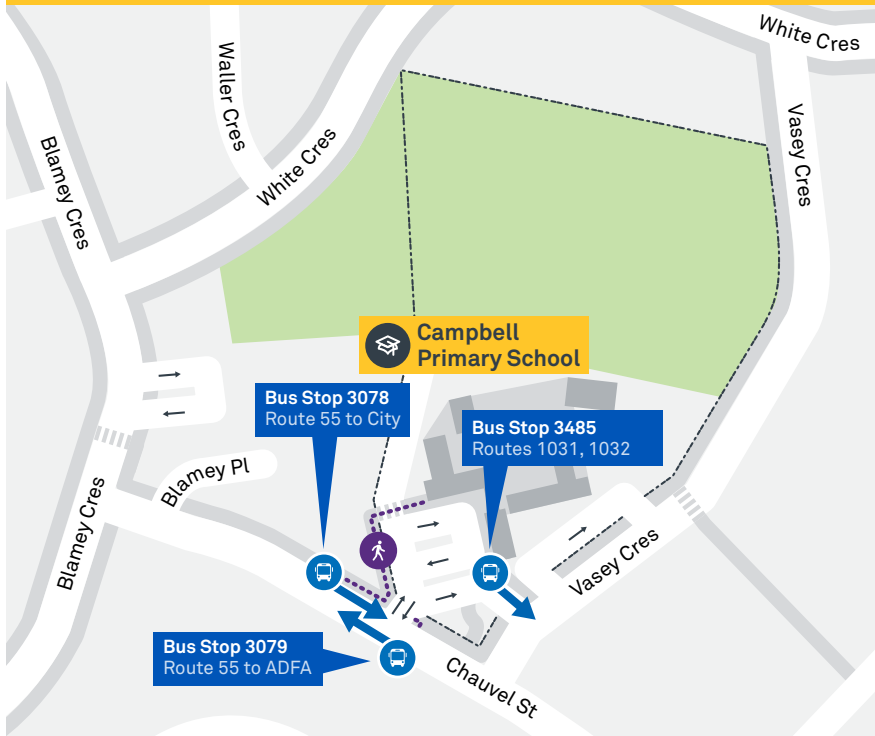 White Cres
Waller Cres
Vasey Cres
Blamey Cres
White Cres
Campbell
Primary School
Bus Stop 3078
Route 55 to City
Bus Stop 3485
Routes 1031, 1032
Blamey Pl
Blamey Cres
Vasey Cres
Bus Stop 3079
Route 55 to ADFA
Chauvel St